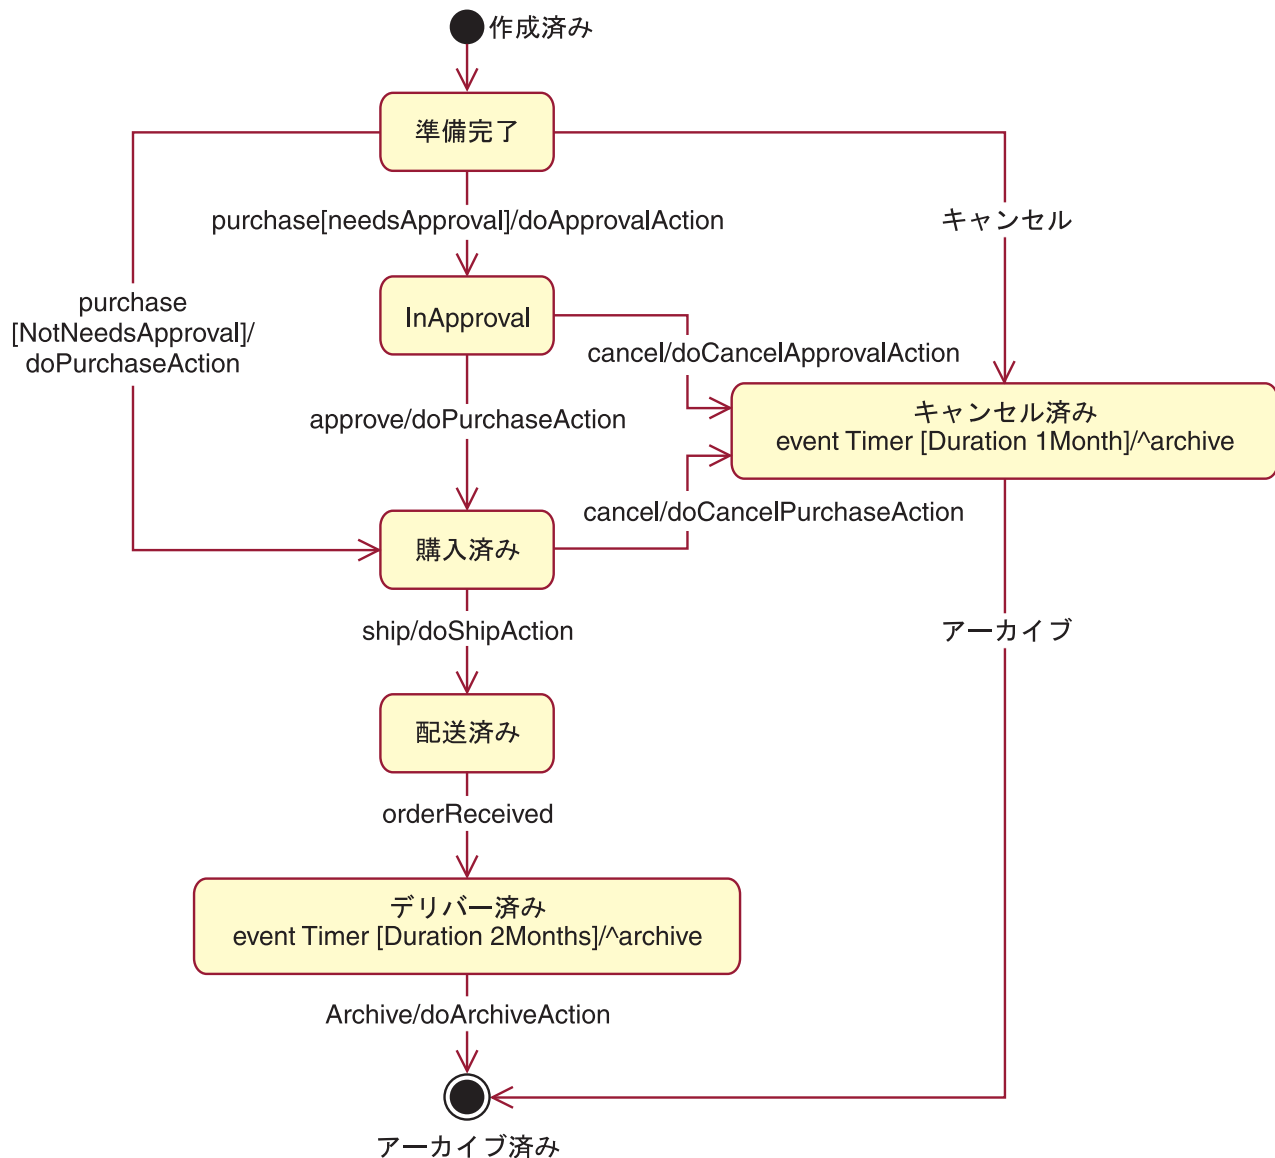 作成済み
準備完了
purchase[needsApproval]/doApprovalAction
キャンセル
purchase
[NotNeedsApproval]/
doPurchaseAction
InApproval
cancel/doCancelApprovalAction
approve/doPurchaseAction
キャンセル済み
event Timer [Duration 1Month]/^archive
cancel/doCancelPurchaseAction
購入済み
ship/doShipAction
アーカイブ
配送済み
orderReceived
デリバー済み
event Timer [Duration 2Months]/^archive
Archive/doArchiveAction
アーカイブ済み